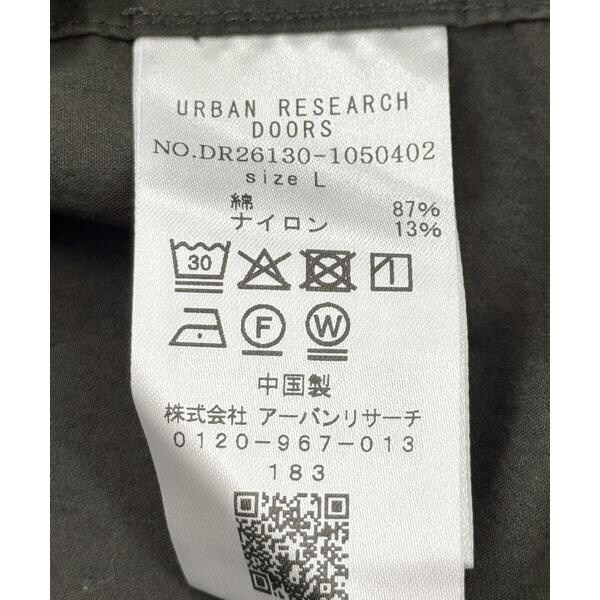 URBAN RESEARCH
DOORS
NO.DR26130-1050402
size L
綿 87%
ナイロン 13%
30
F W
中国製
株式会社 アーバンリサーチ
0120-967-013
183